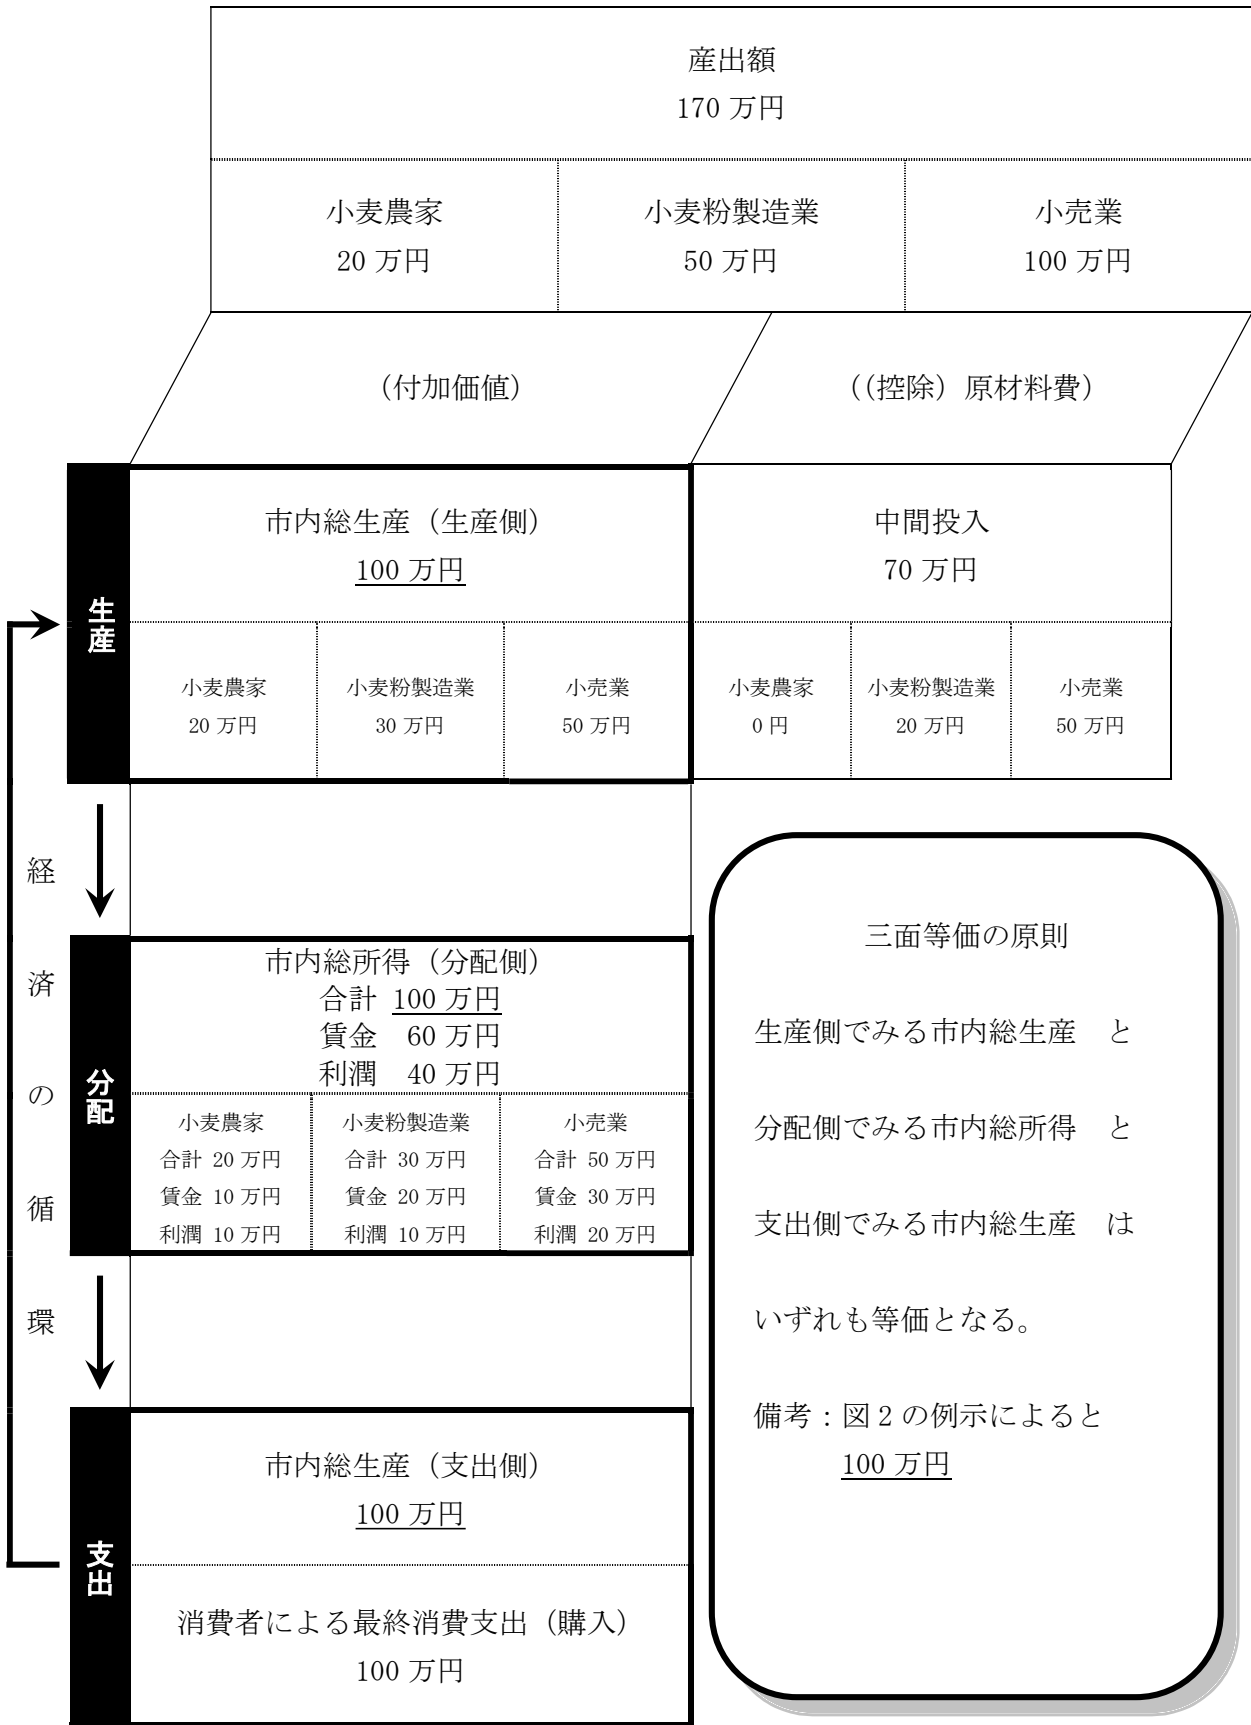 産出額
170 万円
小麦農家
20 万円
小麦粉製造業
50 万円
小売業
100 万円
(付加価値)
((控除) 原材料費)
生産
市内総生産 (生産側)
100 万円
小麦農家
20 万円
小麦粉製造業
30 万円
小売業
50 万円
中間投入
70 万円
小麦農家
0 円
小麦粉製造業
20 万円
小売業
50 万円
経済の循環
分配
市内総所得 (分配側)
合計 100 万円
賃金 60 万円
利潤 40 万円
小麦農家
合計 20 万円
賃金 10 万円
利潤 10 万円
小麦粉製造業
合計 30 万円
賃金 20 万円
利潤 10 万円
小売業
合計 50 万円
賃金 30 万円
利潤 20 万円
支出
市内総生産 (支出側)
100 万円
消費者による最終消費支出 (購入)
100 万円
三面等価の原則
生産側でみる市内総生産 と
分配側でみる市内総所得 と
支出側でみる市内総生産 は
いずれも等価となる。
備考：図2の例示によると
100 万円